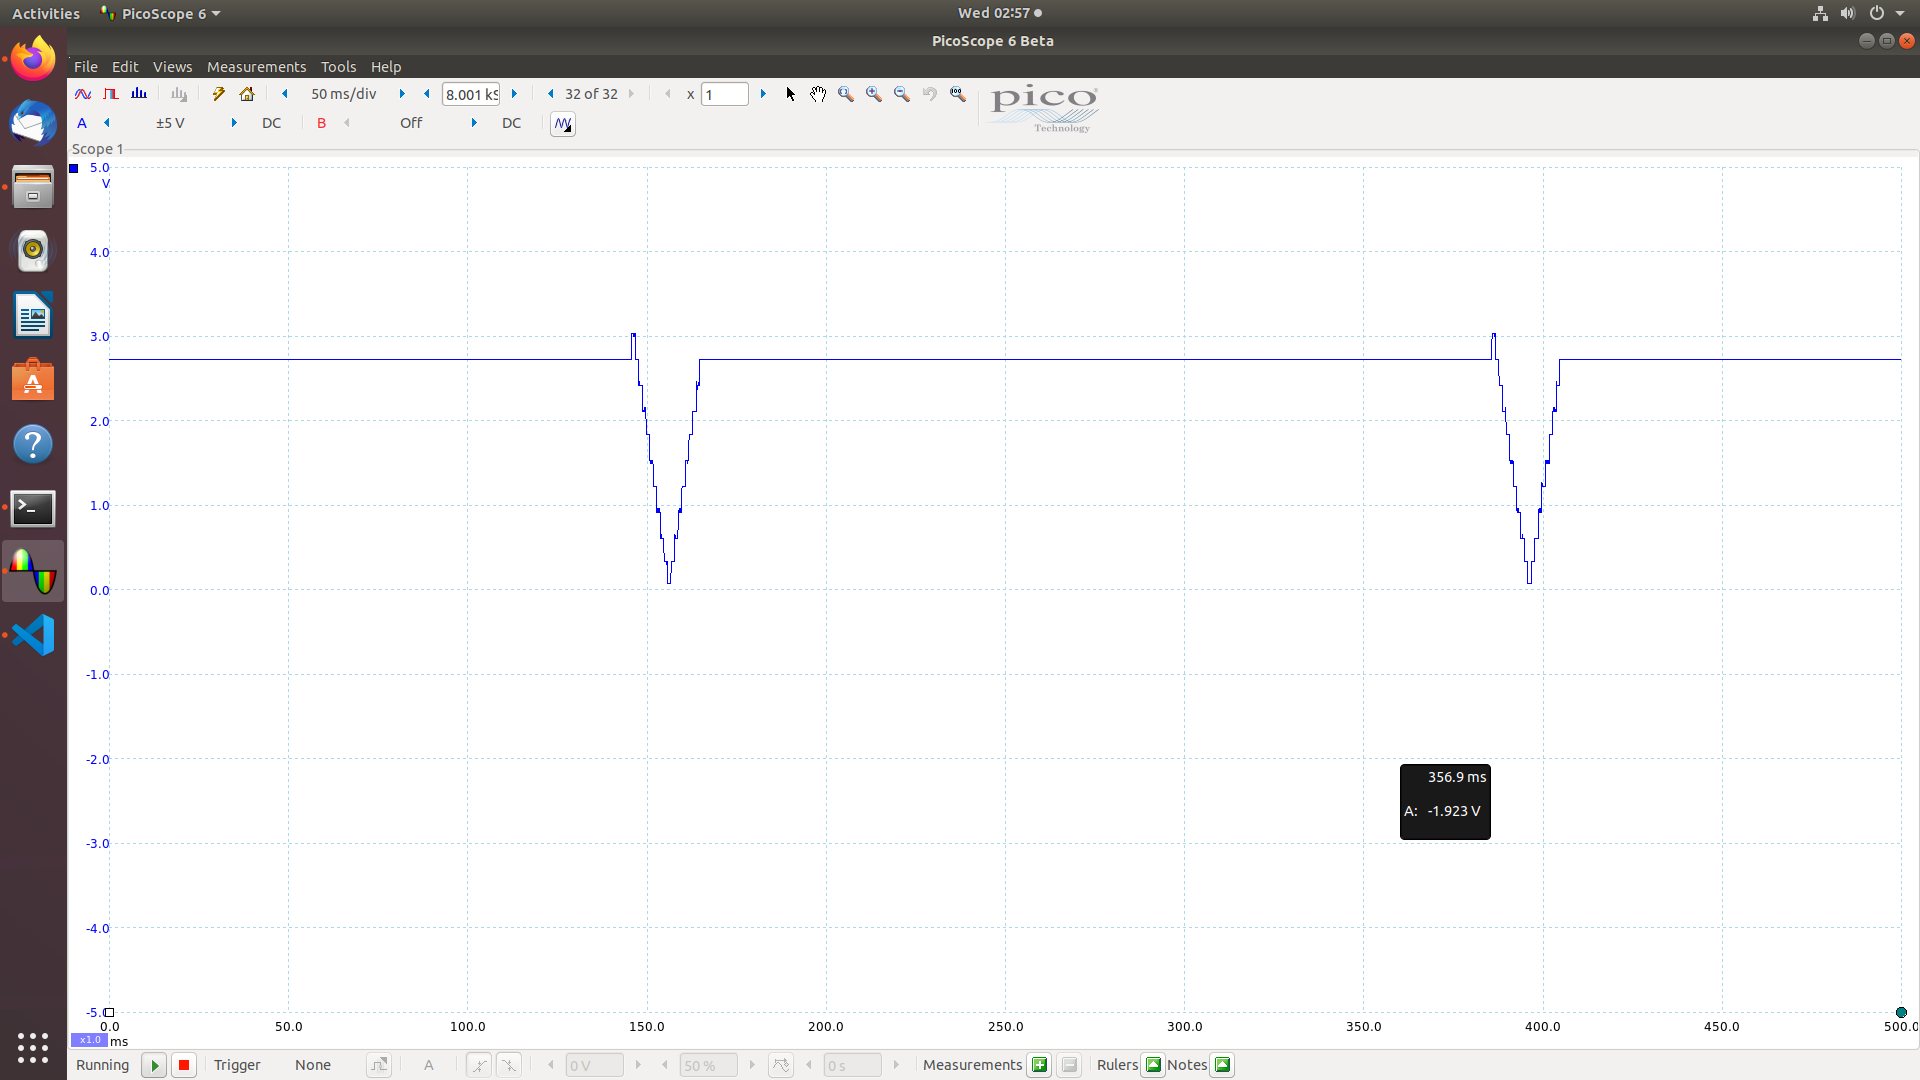 Activities PicoScope 6 Wed 02:57
PicoScope 6 Beta
File Edit Views Measurements Tools Help
50 ms/div 8.001 kS 32 of 32 x 1
pico
Technology
A ±5 V DC B Off DC
Scope 1
5.0
V
4.0
3.0
2.0
1.0
0.0
-1.0
-2.0
356.9 ms
A: -1.923 V
-3.0
-4.0
-5.0
0.0 50.0 100.0 150.0 200.0 250.0 300.0 350.0 400.0 450.0 500.0
x1.0 ms
Running Trigger None A 0 V 50 % 0 s Measurements Rulers Notes